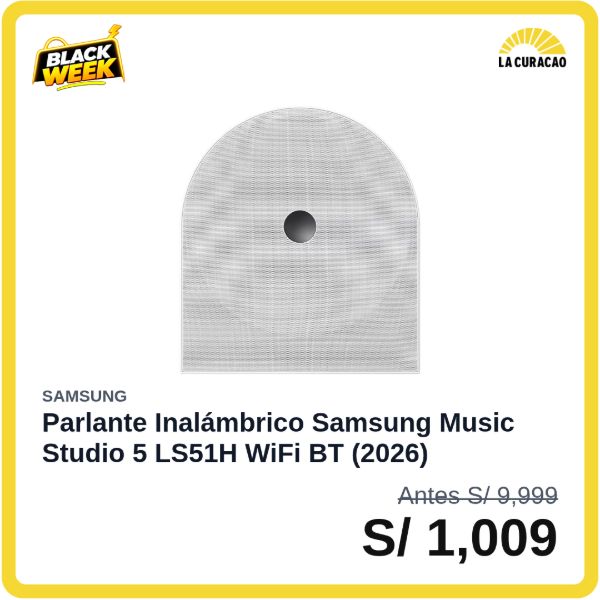 BLACK
WEEK
LA CURACAO
SAMSUNG
Parlante Inalámbrico Samsung Music
Studio 5 LS51H WiFi BT (2026)
Antes S/ 9,999
S/ 1,009